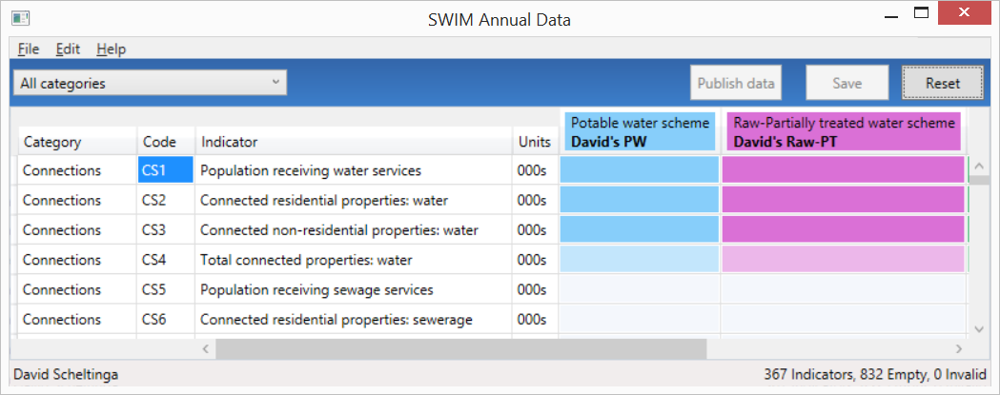 SWIM Annual Data
File Edit Help
All categories Publish data Save Reset
Potable water scheme Raw-Partially treated water scheme
Category Code Indicator Units David's PW David's Raw-PT
Connections CS1 Population receiving water services 000s
Connections CS2 Connected residential properties: water 000s
Connections CS3 Connected non-residential properties: water 000s
Connections CS4 Total connected properties: water 000s
Connections CS5 Population receiving sewage services 000s
Connections CS6 Connected residential properties: sewerage 000s
David Scheltinga 367 Indicators, 832 Empty, 0 Invalid